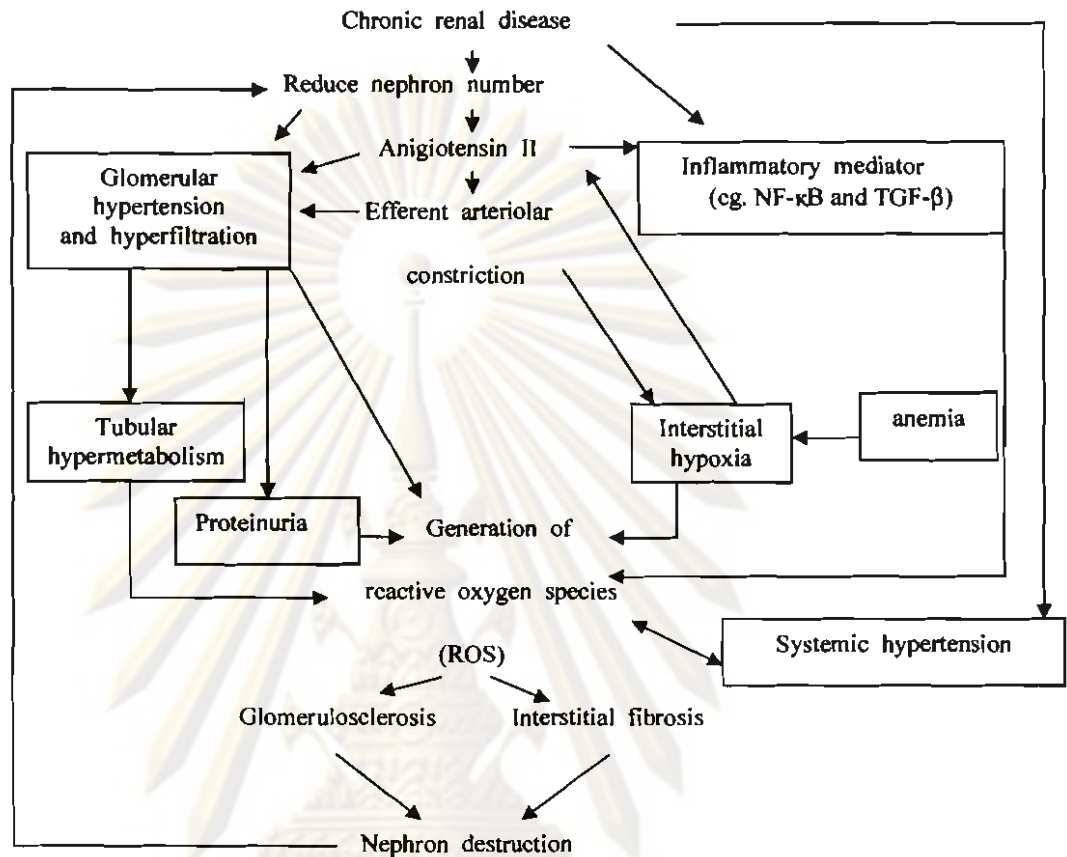 Chronic renal disease
Reduce nephron number
Anigiotensin II
Inflammatory mediator
(cg. NF-κB and TGF-β)
Glomerular
hypertension
and hyperfiltration
Efferent arteriolar
constriction
Tubular
hypermetabolism
Interstitial
hypoxia
anemia
Proteinuria
Generation of
reactive oxygen species
(ROS)
Systemic hypertension
Glomerulosclerosis
Interstitial fibrosis
Nephron destruction